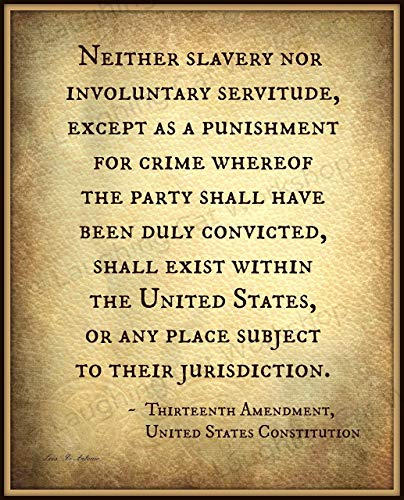 Neither slavery nor
involuntary servitude,
except as a punishment
for crime whereof
the party shall have
been duly convicted,
shall exist within
the United States,
or any place subject
to their jurisdiction.
~ Thirteenth Amendment,
United States Constitution